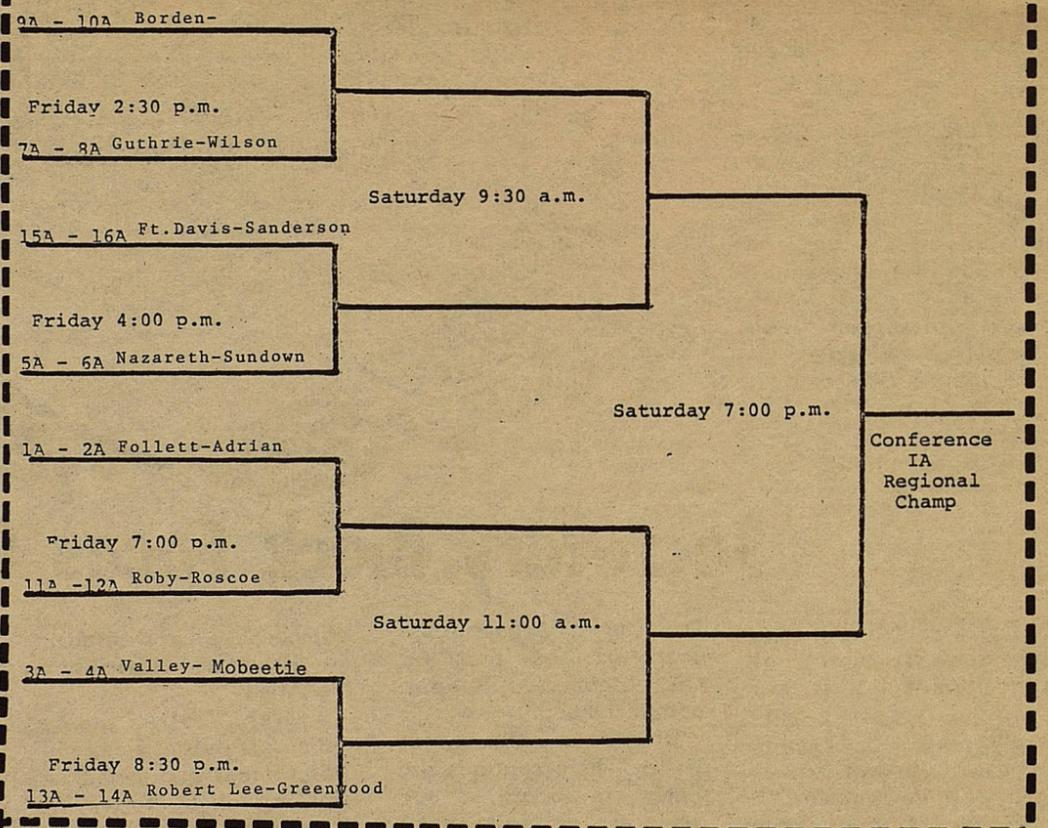 9A - 10A Borden-
Friday 2:30 p.m.
7A - 8A Guthrie-Wilson
Saturday 9:30 a.m.
15A - 16A Ft.Davis-Sanderson
Friday 4:00 p.m.
5A - 6A Nazareth-Sundown
Saturday 7:00 p.m.
Conference
IA
Regional
Champ
1A - 2A Follett-Adrian
Friday 7:00 p.m.
11A -12A Roby-Roscoe
Saturday 11:00 a.m.
3A - 4A Valley- Mobeetie
Friday 8:30 p.m.
13A - 14A Robert Lee-Greenwood